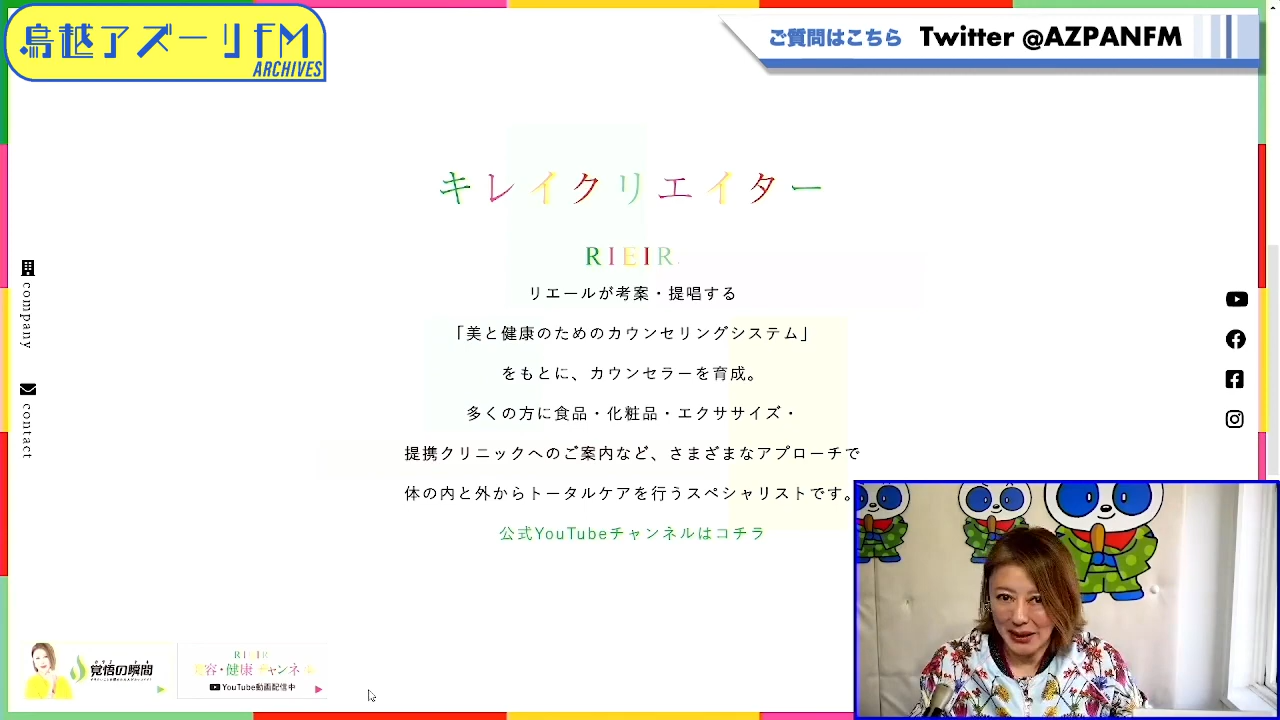 鳥越アズーリFM
ARCHIVES
ご質問はこちら Twitter @AZPANFM
キレイクリエイター
RIEIR
リエールが考案・提唱する
「美と健康のためのカウンセリングシステム」
をもとに、カウンセラーを育成。
多くの方に食品・化粧品・エクササイズ・
提携クリニックへのご案内など、さまざまなアプローチで
体の内と外からトータルケアを行うスペシャリストです。
公式YouTubeチャンネルはコチラ
company
contact
覚悟の瞬間
RIEIR
美容・健康チャンネル
YouTube動画配信中